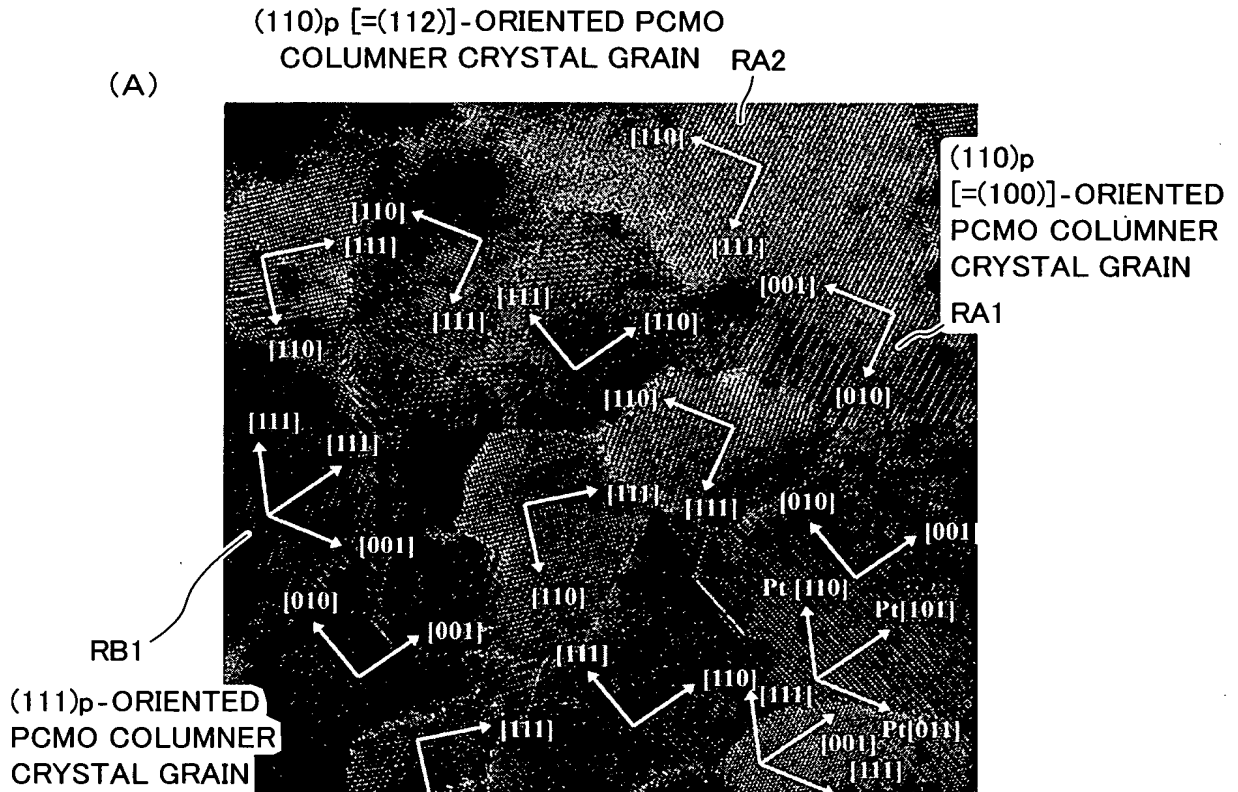 (110)p [=(112)]-ORIENTED PCMO
COLUMNER CRYSTAL GRAIN
RA2
(A)
[110]
(110)p
[=(100)]-ORIENTED
PCMO COLUMNER
CRYSTAL GRAIN
RA1
[110]
[111]
[111]
[001]
[111]
[111]
[110]
[110]
[110]
[010]
[111]
[111]
[001]
[111]
[111]
[010]
[001]
[110]
[010]
[001]
Pt[110]
Pt[101]
RB1
(111)p-ORIENTED
PCMO COLUMNER
CRYSTAL GRAIN
[111]
[110]
[111]
[111]
Pt[011]
[001]
[111]